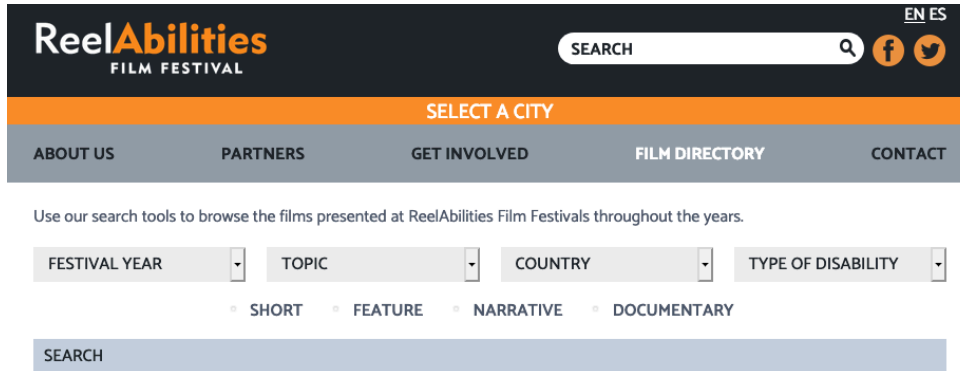 EN ES
ReelAbilities
FILM FESTIVAL
SEARCH
SELECT A CITY
ABOUT US PARTNERS GET INVOLVED FILM DIRECTORY CONTACT
Use our search tools to browse the films presented at ReelAbilities Film Festivals throughout the years.
FESTIVAL YEAR TOPIC COUNTRY TYPE OF DISABILITY
SHORT FEATURE NARRATIVE DOCUMENTARY
SEARCH